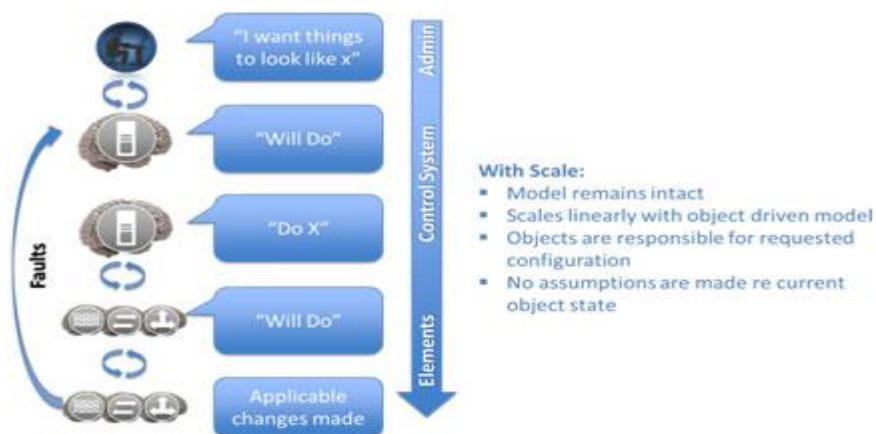 "I want things
to look like x"
"Will Do"
"Do X"
"Will Do"
Applicable
changes made
Faults
Admin
Control System
Elements
With Scale:
▪ Model remains intact
▪ Scales linearly with object driven model
▪ Objects are responsible for requested
configuration
▪ No assumptions are made re current
object state